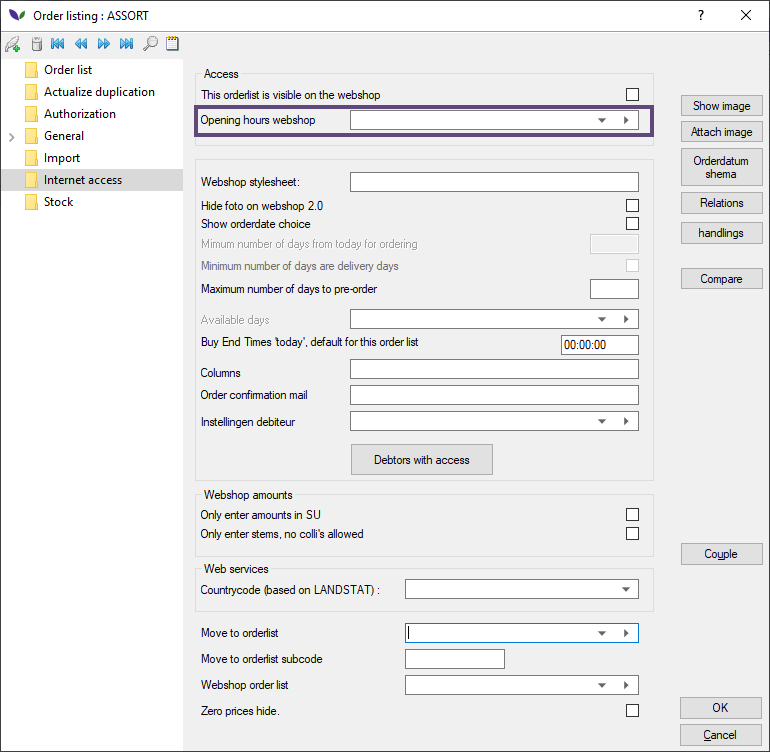 Order listing : ASSORT
?
Order list
Actualize duplication
Authorization
General
Import
Internet access
Stock
Access
This orderlist is visible on the webshop
Opening hours webshop
Webshop stylesheet:
Hide foto on webshop 2.0
Show orderdate choice
Mimum number of days from today for ordering
Minimum number of days are delivery days
Maximum number of days to pre-order
Available days
Buy End Times 'today', default for this order list
00:00:00
Columns
Order confirmation mail
Instellingen debiteur
Debtors with access
Webshop amounts
Only enter amounts in SU
Only enter stems, no colli's allowed
Web services
Countrycode (based on LANDSTAT) :
Move to orderlist
Move to orderlist subcode
Webshop order list
Zero prices hide.
Show image
Attach image
Orderdatum
shema
Relations
handlings
Compare
Couple
OK
Cancel